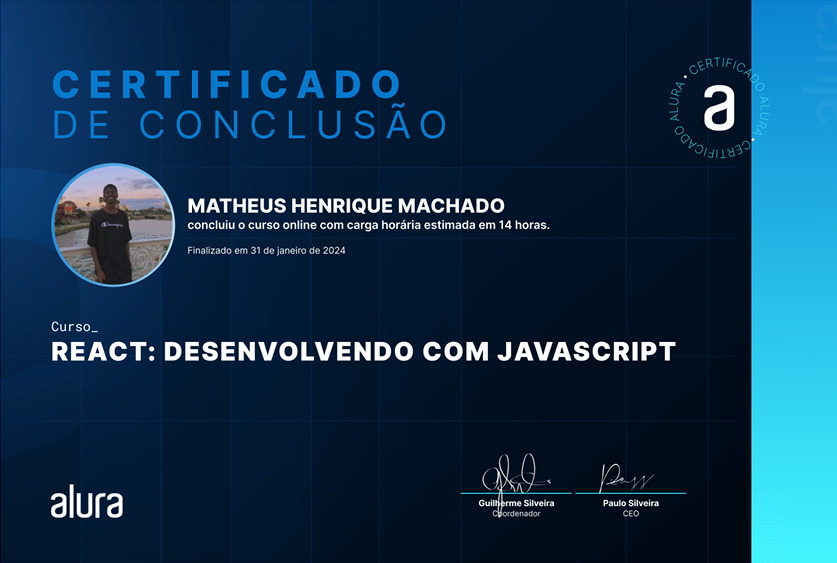 CERTIFICADO
DE CONCLUSÃO
CERTIFICADO ALURA • CERTIFICADO ALURA •
a
MATHEUS HENRIQUE MACHADO
concluiu o curso online com carga horária estimada em 14 horas.
Finalizado em 31 de janeiro de 2024
Curso_
REACT: DESENVOLVENDO COM JAVASCRIPT
alura
Guilherme Silveira
Coordenador
Paulo Silveira
CEO